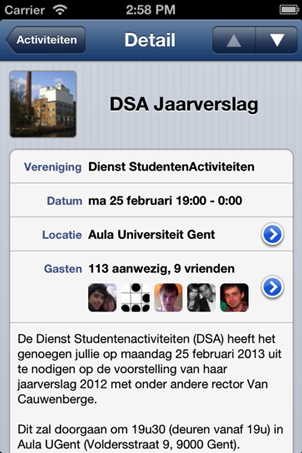 Carrier 2:58 PM
Activiteiten Detail
DSA Jaarverslag
Vereniging Dienst StudentenActiviteiten
Datum ma 25 februari 19:00 - 0:00
Locatie Aula Universiteit Gent
Gasten 113 aanwezig, 9 vrienden
De Dienst Studentenactiviteiten (DSA) heeft het
genoegen jullie op maandag 25 februari 2013 uit
te nodigen op de voorstelling van haar
jaarverslag 2012 met onder andere rector Van
Cauwenberge.
Dit zal doorgaan om 19u30 (deuren vanaf 19u) in
Aula UGent (Voldersstraat 9, 9000 Gent).